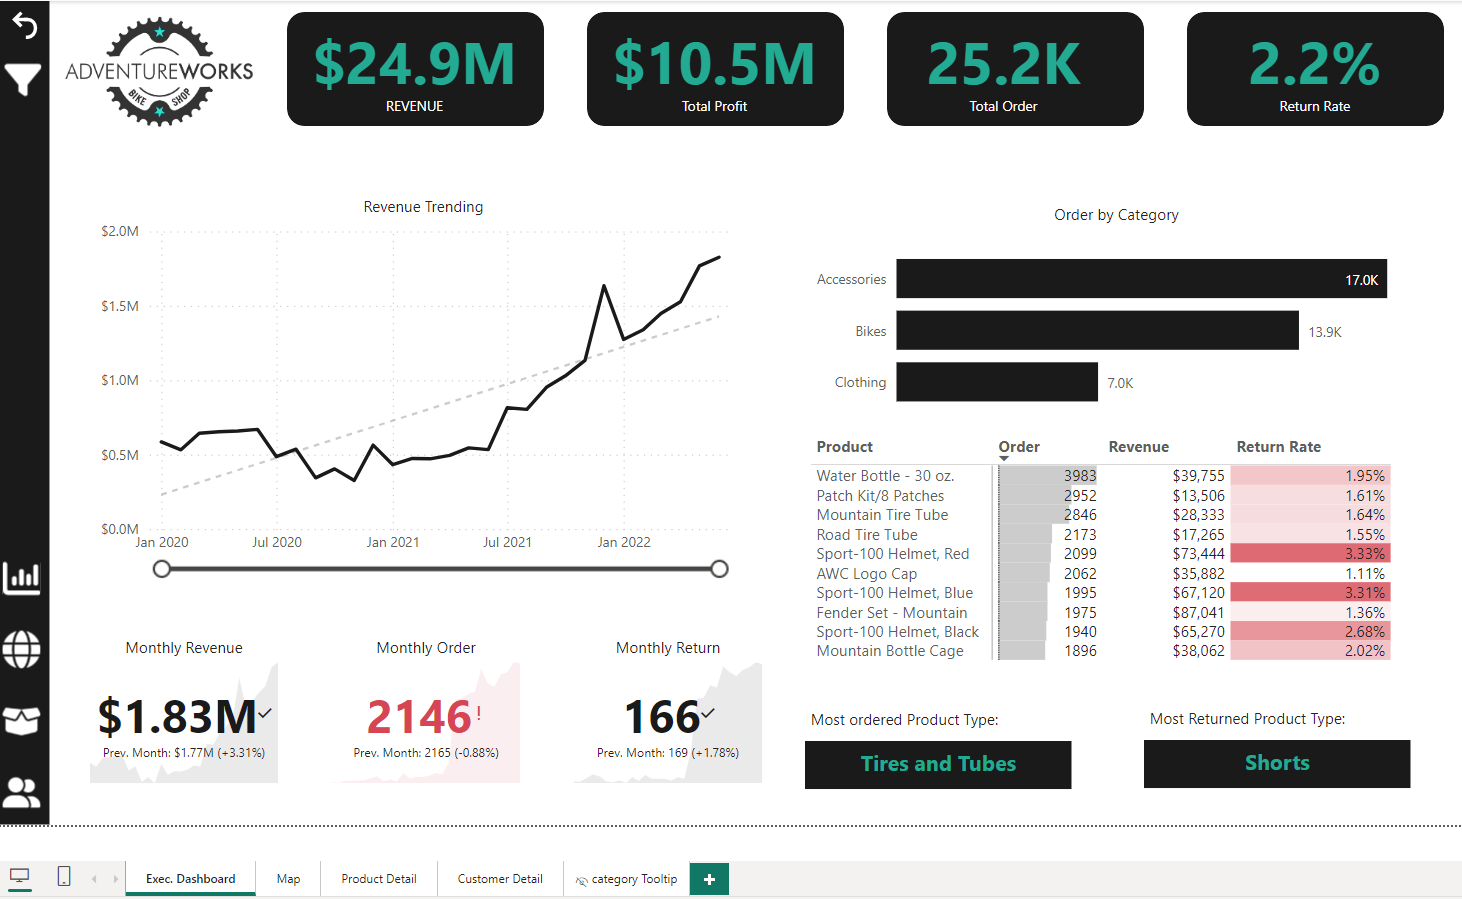 ADVENTUREWORKS
BIKE SHOP
$24.9M
REVENUE
$10.5M
Total Profit
25.2K
Total Order
2.2%
Return Rate
Revenue Trending
$2.0M
$1.5M
$1.0M
$0.5M
$0.0M
Jan 2020 Jul 2020 Jan 2021 Jul 2021 Jan 2022
Order by Category
Accessories 17.0K
Bikes 13.9K
Clothing 7.0K
Product Order Revenue Return Rate
Water Bottle - 30 oz. 3983 $39,755 1.95%
Patch Kit/8 Patches 2952 $13,506 1.61%
Mountain Tire Tube 2846 $28,333 1.64%
Road Tire Tube 2173 $17,265 1.55%
Sport-100 Helmet, Red 2099 $73,444 3.33%
AWC Logo Cap 2062 $35,882 1.11%
Sport-100 Helmet, Blue 1995 $67,120 3.31%
Fender Set - Mountain 1975 $87,041 1.36%
Sport-100 Helmet, Black 1940 $65,270 2.68%
Mountain Bottle Cage 1896 $38,062 2.02%
Monthly Revenue
$1.83M
Prev. Month: $1.77M (+3.31%)
Monthly Order
2146 !
Prev. Month: 2165 (-0.88%)
Monthly Return
166
Prev. Month: 169 (+1.78%)
Most ordered Product Type:
Tires and Tubes
Most Returned Product Type:
Shorts
Exec. Dashboard Map Product Detail Customer Detail category Tooltip +